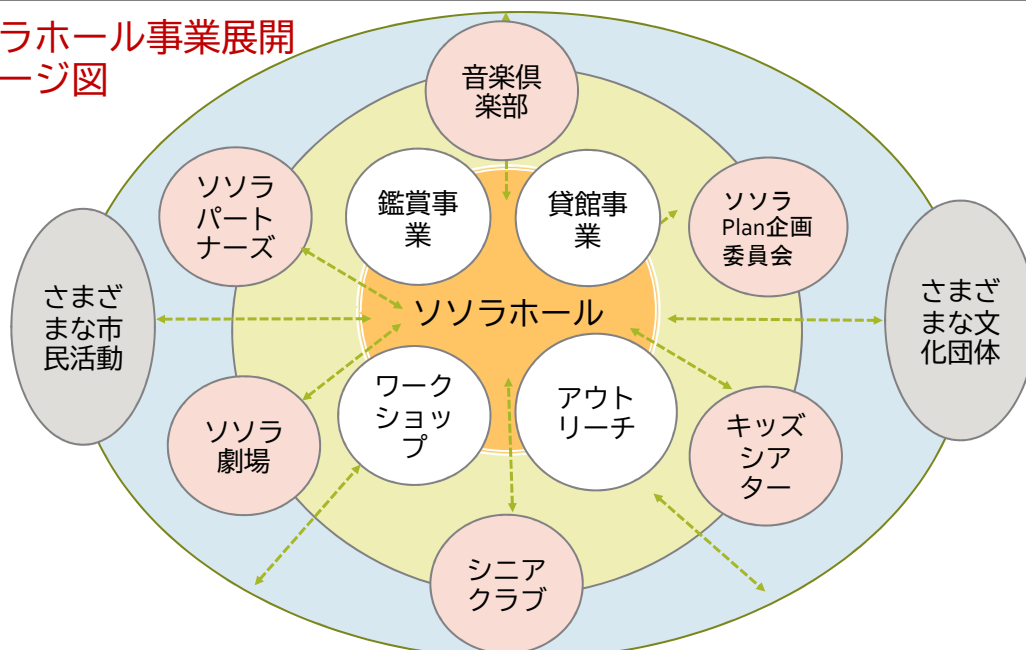 ラホール事業展開
ージ図
音楽倶
楽部
ソソラ
パート
ナーズ
鑑賞事
業
貸館事
業
ソソラ
Plan企画
委員会
さまざ
まな市
民活動
ソソラホール
さまざ
まな文
化団体
ソソラ
劇場
ワーク
ショッ
プ
アウト
リーチ
キッズ
シア
ター
シニア
クラブ